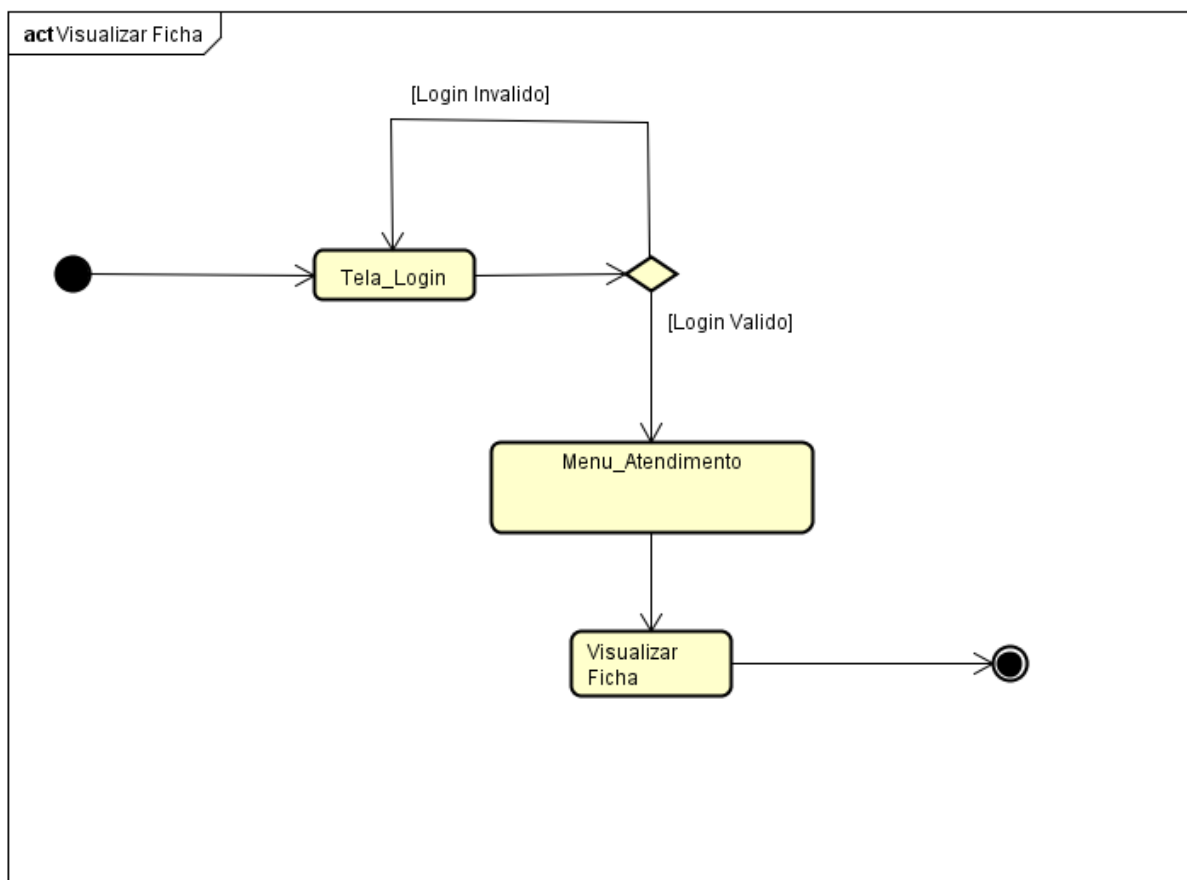 act Visualizar Ficha
[Login Invalido]
Tela_Login
[Login Valido]
Menu_Atendimento
Visualizar
Ficha